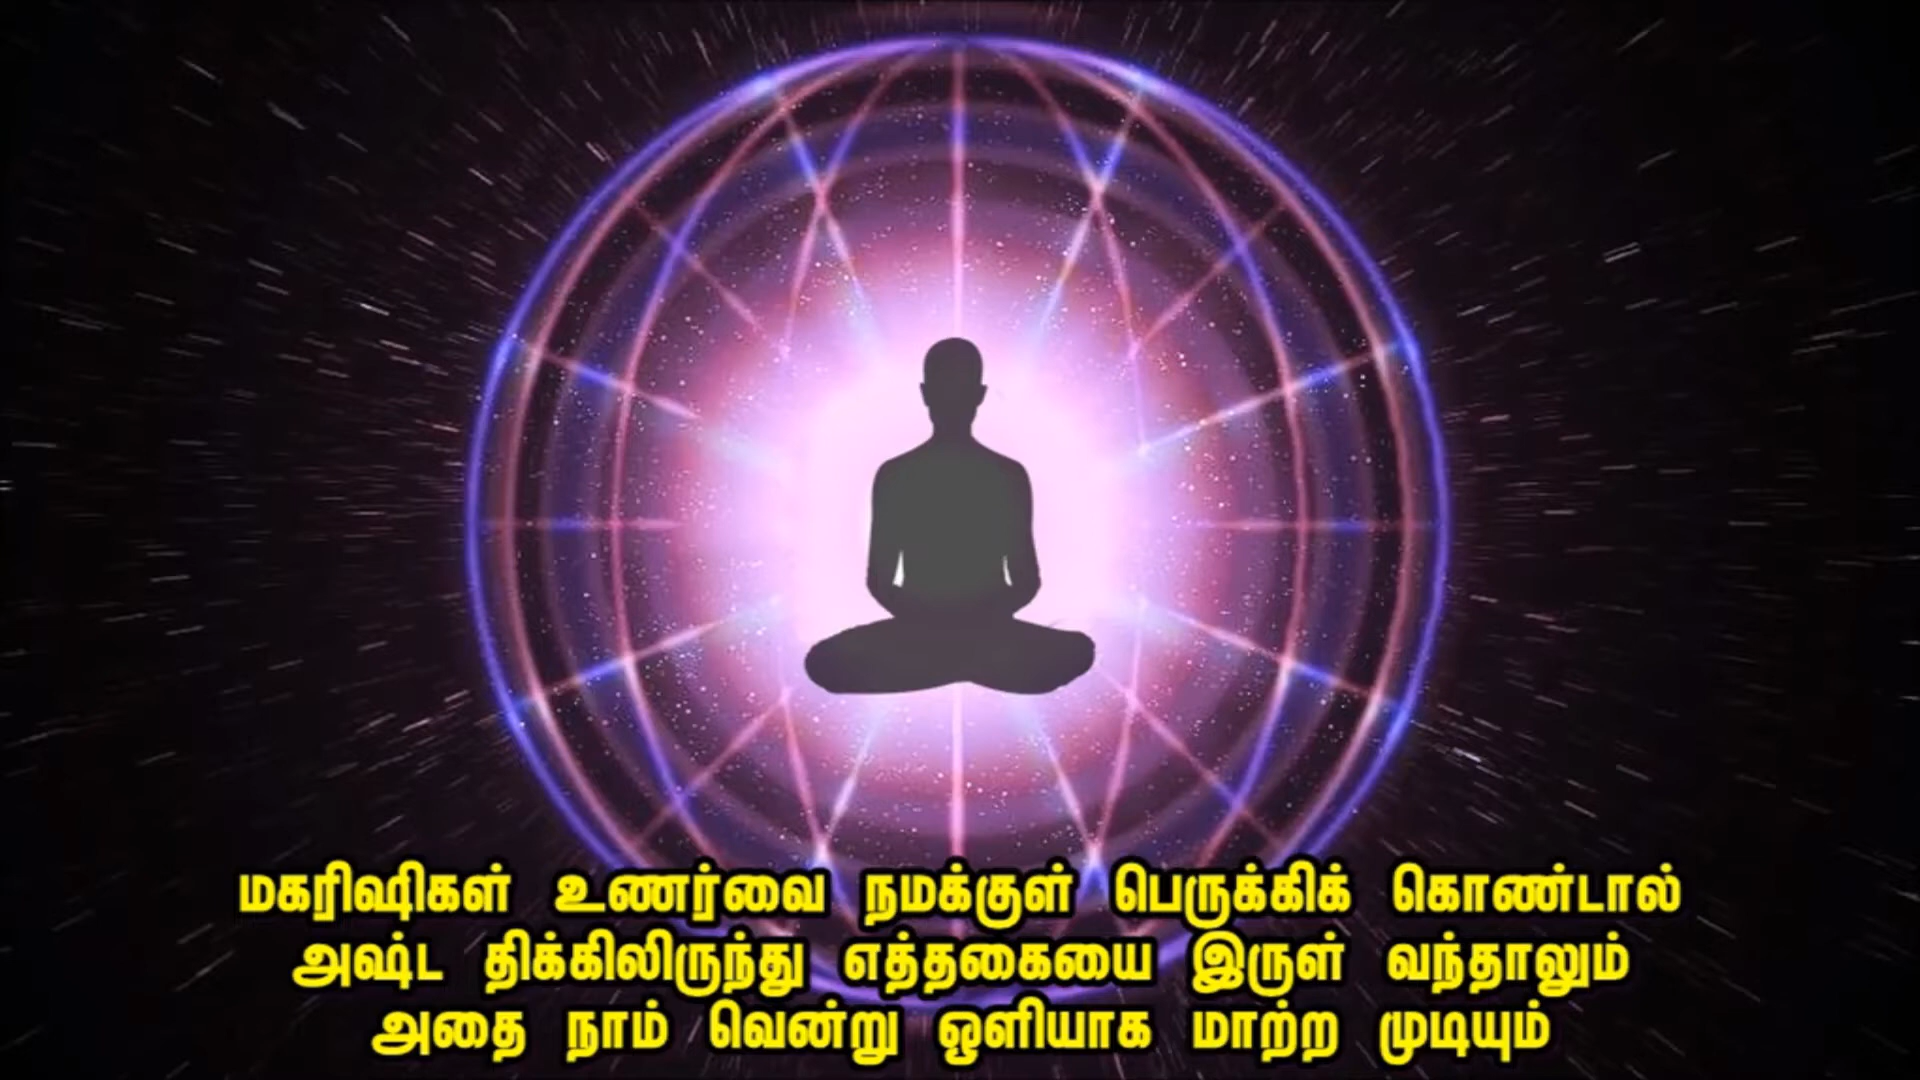 மகரிஷிகள் உணர்வை நமக்குள் பெருக்கிக் கொண்டால்
அஷ்ட திக்கிலிருந்து எத்தகையை இருள் வந்தாலும்
அதை நாம் வென்று ஒளியாக மாற்ற முடியும்